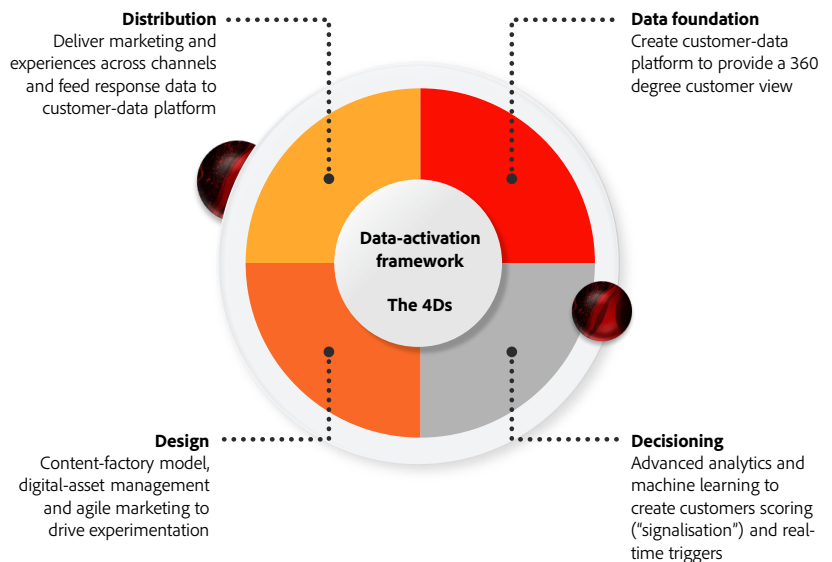 Distribution
Deliver marketing and
experiences across channels
and feed response data to
customer-data platform
Data foundation
Create customer-data
platform to provide a 360
degree customer view
Data-activation
framework
The 4Ds
Design
Content-factory model,
digital-asset management
and agile marketing to
drive experimentation
Decisioning
Advanced analytics and
machine learning to
create customers scoring
(“signalisation”) and real-
time triggers